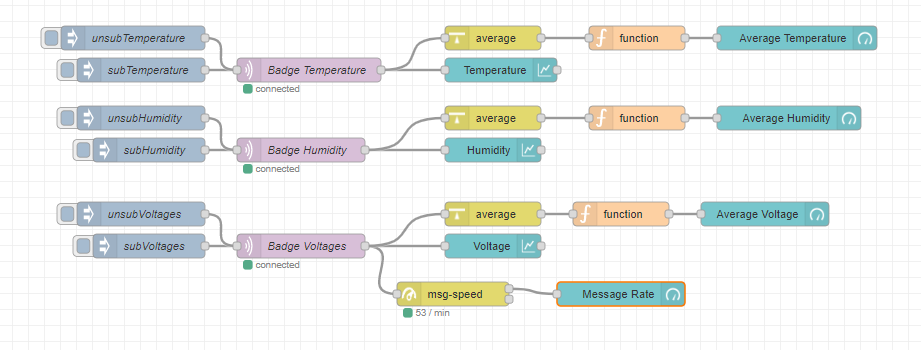 unsubTemperature
average
function
Average Temperature
subTemperature
Badge Temperature
Temperature
connected
unsubHumidity
average
function
Average Humidity
subHumidity
Badge Humidity
Humidity
connected
unsubVoltages
average
function
Average Voltage
subVoltages
Badge Voltages
Voltage
connected
msg-speed
Message Rate
53 / min